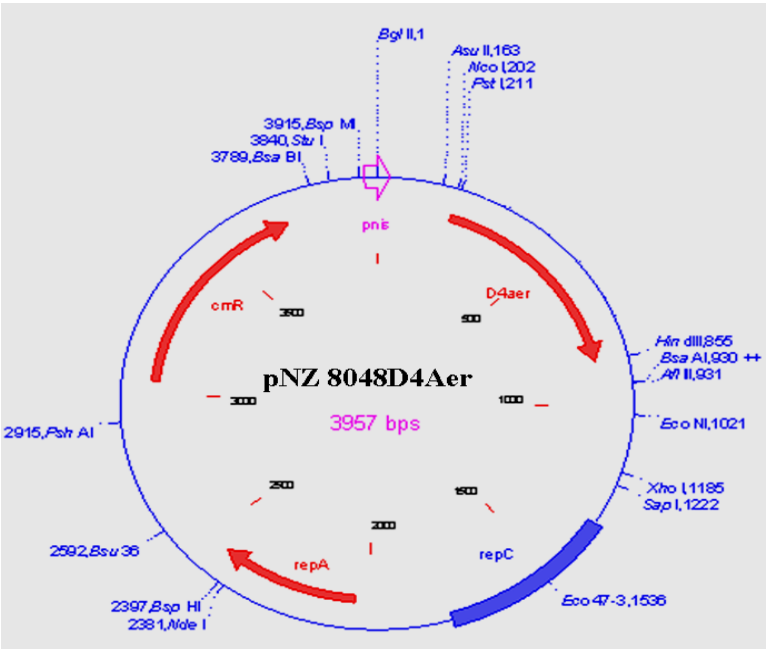 Bgl II,1
Asu II,163
Nco I,202
Pst I,211
3915,Bsp MI
3840,Stu I
3789,Bsa BI
pnis
cmR
D4aer
3500
500
Hin dIII,855
Bsa AI,930 ++
Afl II,931
pNZ 8048D4Aer
3000
1000
3957 bps
Eco NI,1021
2915,Psh AI
2500
1500
Xho I,1185
Sap I,1222
2000
2592,Bsu 36
repA
repC
2397,Bsp HI
2381,Nde I
Eco 47-3,1536